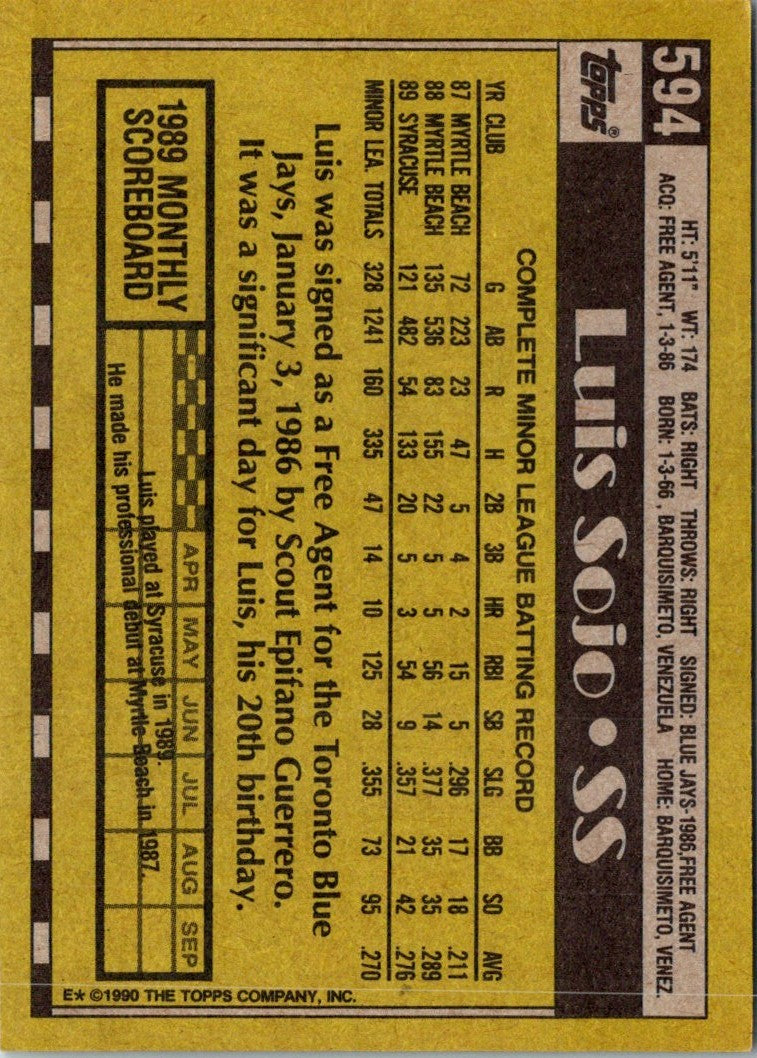 594
HT: 5'11" WT: 174 BATS: RIGHT THROWS: RIGHT SIGNED: BLUE JAYS-1986, FREE AGENT
ACQ: FREE AGENT, 1-3-86 BORN: 1-3-66, BARQUISIMETO, VENEZUELA HOME: BARQUISIMETO, VENEZ.
topps®
Luis Sojo • SS
COMPLETE MINOR LEAGUE BATTING RECORD
YR CLUB G AB R H 2B 3B HR RBI SB SLG BB SO AVG
87 MYRTLE BEACH 72 223 23 47 5 4 2 15 5 .296 17 18 .211
88 MYRTLE BEACH 135 536 83 155 22 5 5 56 14 .377 35 35 .289
89 SYRACUSE 121 482 54 133 20 5 3 54 9 .357 21 42 .276
MINOR LEA. TOTALS 328 1241 160 335 47 14 10 125 28 .355 73 95 .270
Luis was signed as a Free Agent for the Toronto Blue
Jays, January 3, 1986 by Scout Epifano Guerrero.
It was a significant day for Luis, his 20th birthday.
1989 MONTHLY
SCOREBOARD
APR MAY JUN JUL AUG SEP
Luis played at Syracuse in 1989.
He made his professional debut at Myrtle Beach in 1987.
E* ©1990 THE TOPPS COMPANY, INC.